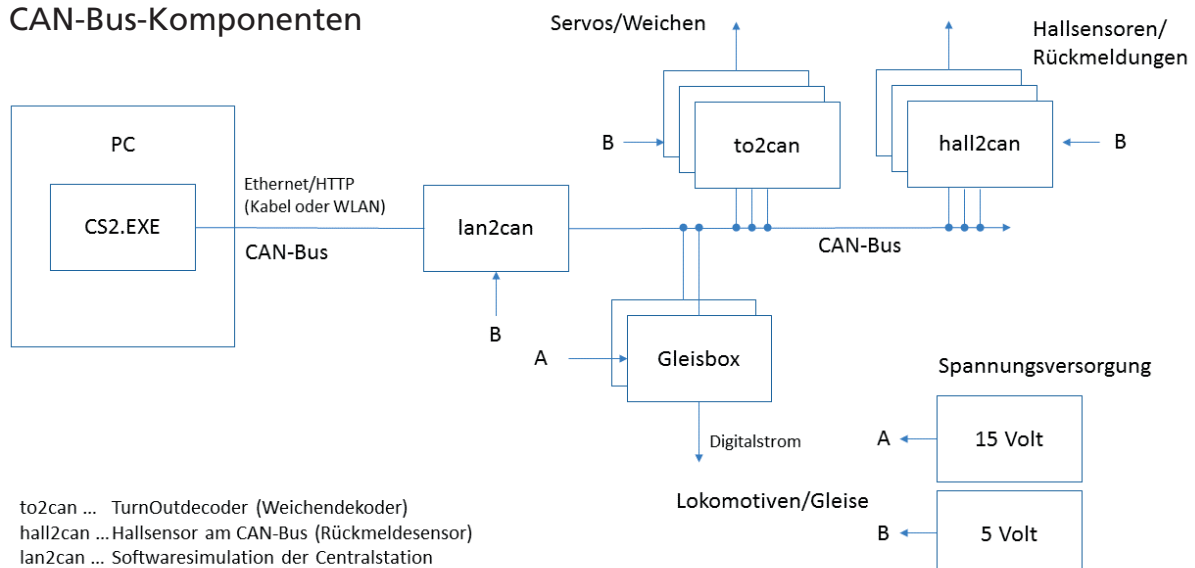 CAN-Bus-Komponenten
Servos/Weichen
Hallsensoren/
Rückmeldungen
PC
B
to2can
hall2can
B
CS2.EXE
Ethernet/HTTP
(Kabel oder WLAN)
CAN-Bus
lan2can
CAN-Bus
B
A
Gleisbox
Digitalstrom
Lokomotiven/Gleise
Spannungsversorgung
A
15 Volt
B
5 Volt
to2can ... TurnOutdecoder (Weichendekoder)
hall2can ... Hallsensor am CAN-Bus (Rückmeldesensor)
lan2can ... Softwaresimulation der Centralstation